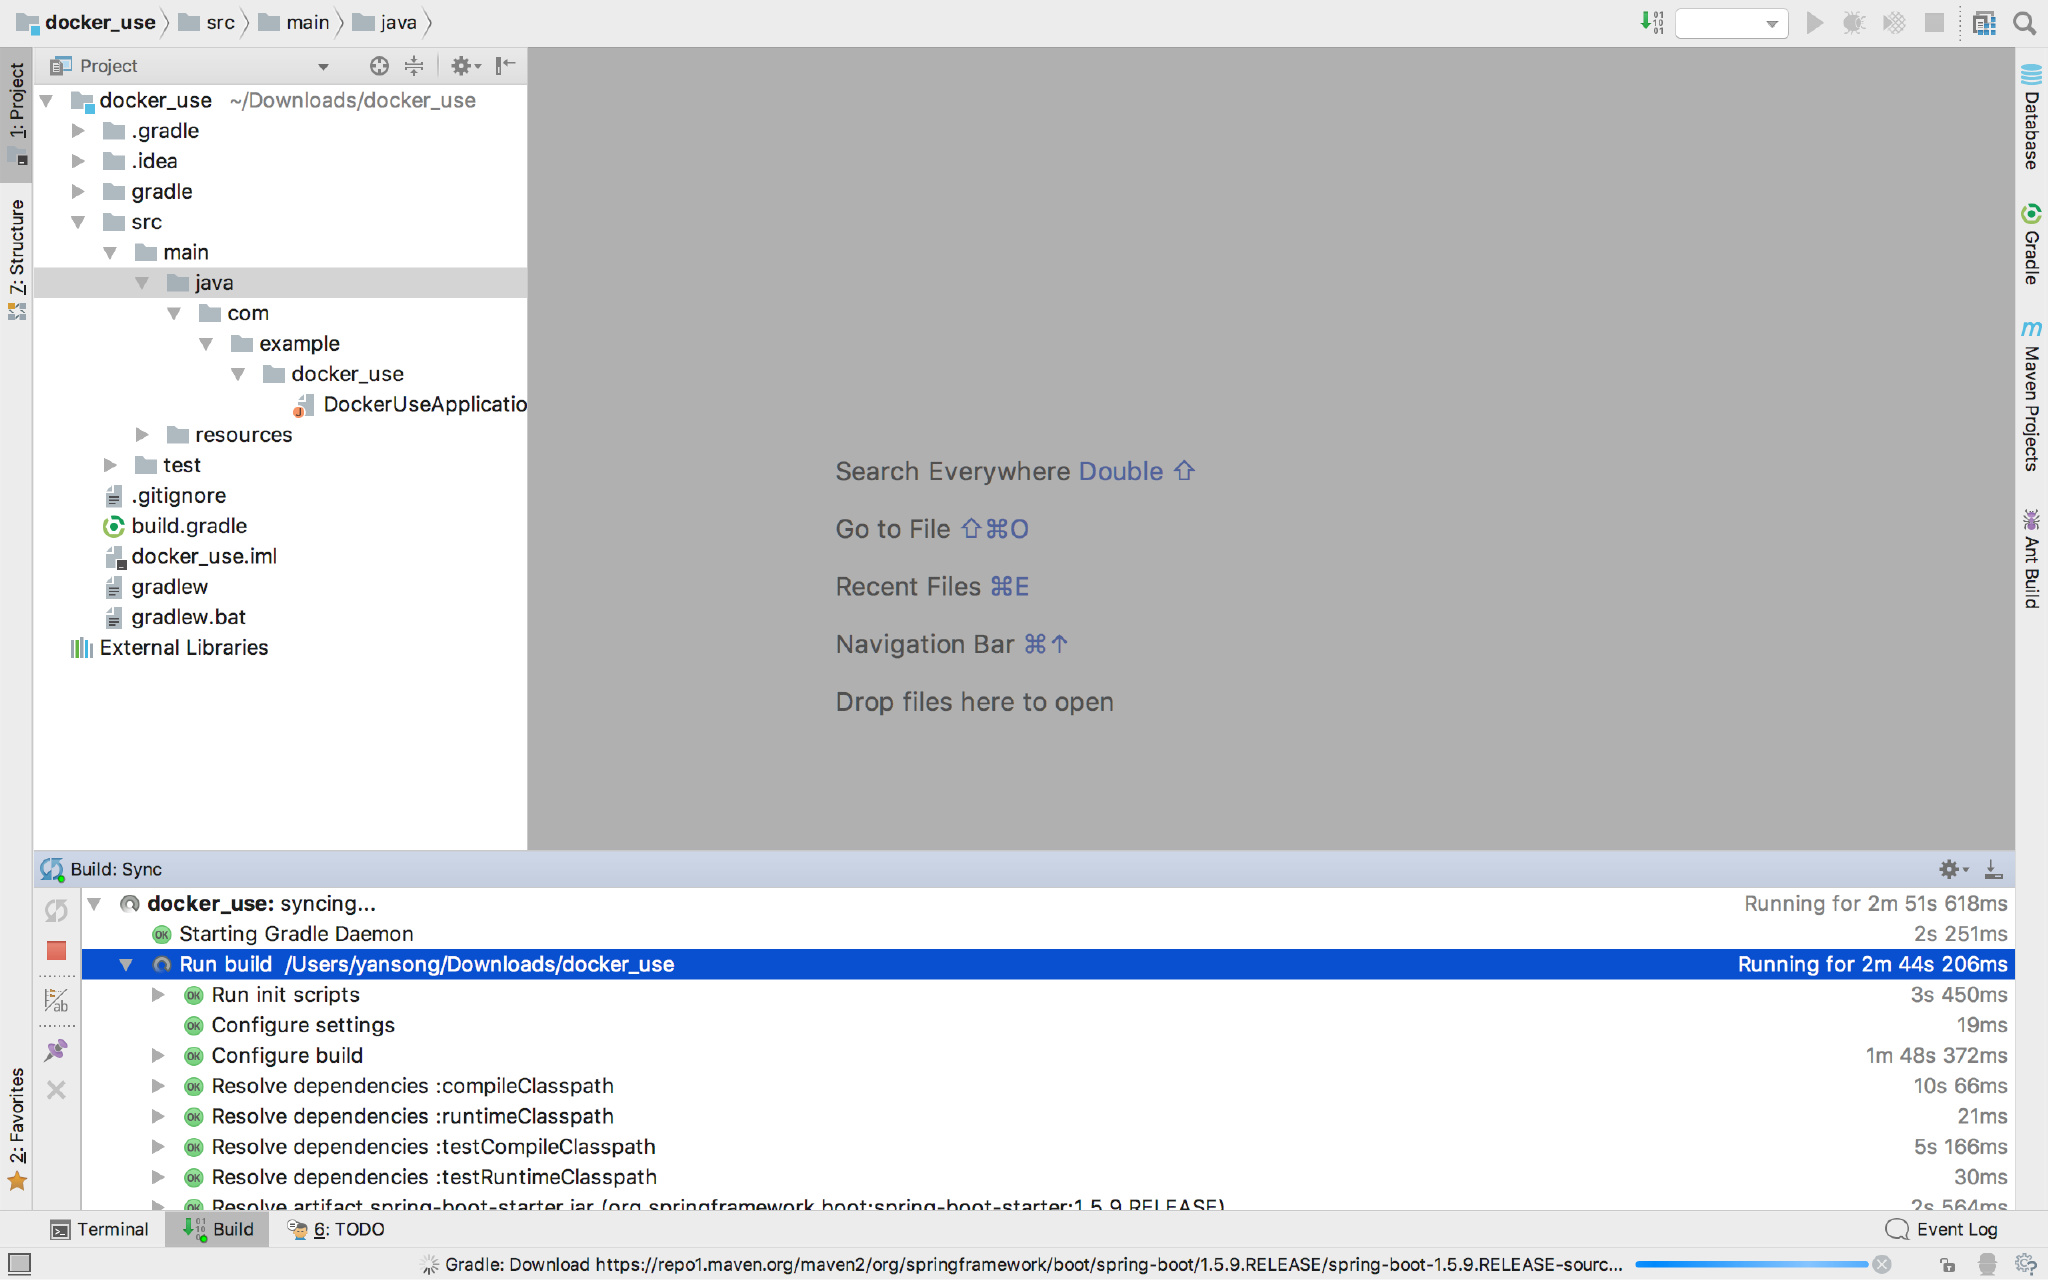 docker_use src main java
Project
1: Project
7: Structure
2: Favorites
docker_use ~/Downloads/docker_use
.gradle
.idea
gradle
src
main
java
com
example
docker_use
DockerUseApplicatio
resources
test
.gitignore
build.gradle
docker_use.iml
gradlew
gradlew.bat
External Libraries
Search Everywhere Double ⇧
Go to File ⇧⌘O
Recent Files ⌘E
Navigation Bar ⌘↑
Drop files here to open
Database
Gradle
Maven Projects
Ant Build
Build: Sync
docker_use: syncing... Running for 2m 51s 618ms
Starting Gradle Daemon 2s 251ms
Run build /Users/yansong/Downloads/docker_use Running for 2m 44s 206ms
Run init scripts 3s 450ms
Configure settings 19ms
Configure build 1m 48s 372ms
Resolve dependencies :compileClasspath 10s 66ms
Resolve dependencies :runtimeClasspath 21ms
Resolve dependencies :testCompileClasspath 5s 166ms
Resolve dependencies :testRuntimeClasspath 30ms
Resolve artifact spring-boot-starter.jar (org.springframework.boot:spring-boot-starter:1.5.9.RELEASE) 2s 564ms
Terminal Build 6: TODO Event Log
Gradle: Download https://repo1.maven.org/maven2/org/springframework/boot/spring-boot/1.5.9.RELEASE/spring-boot-1.5.9.RELEASE-sourc...